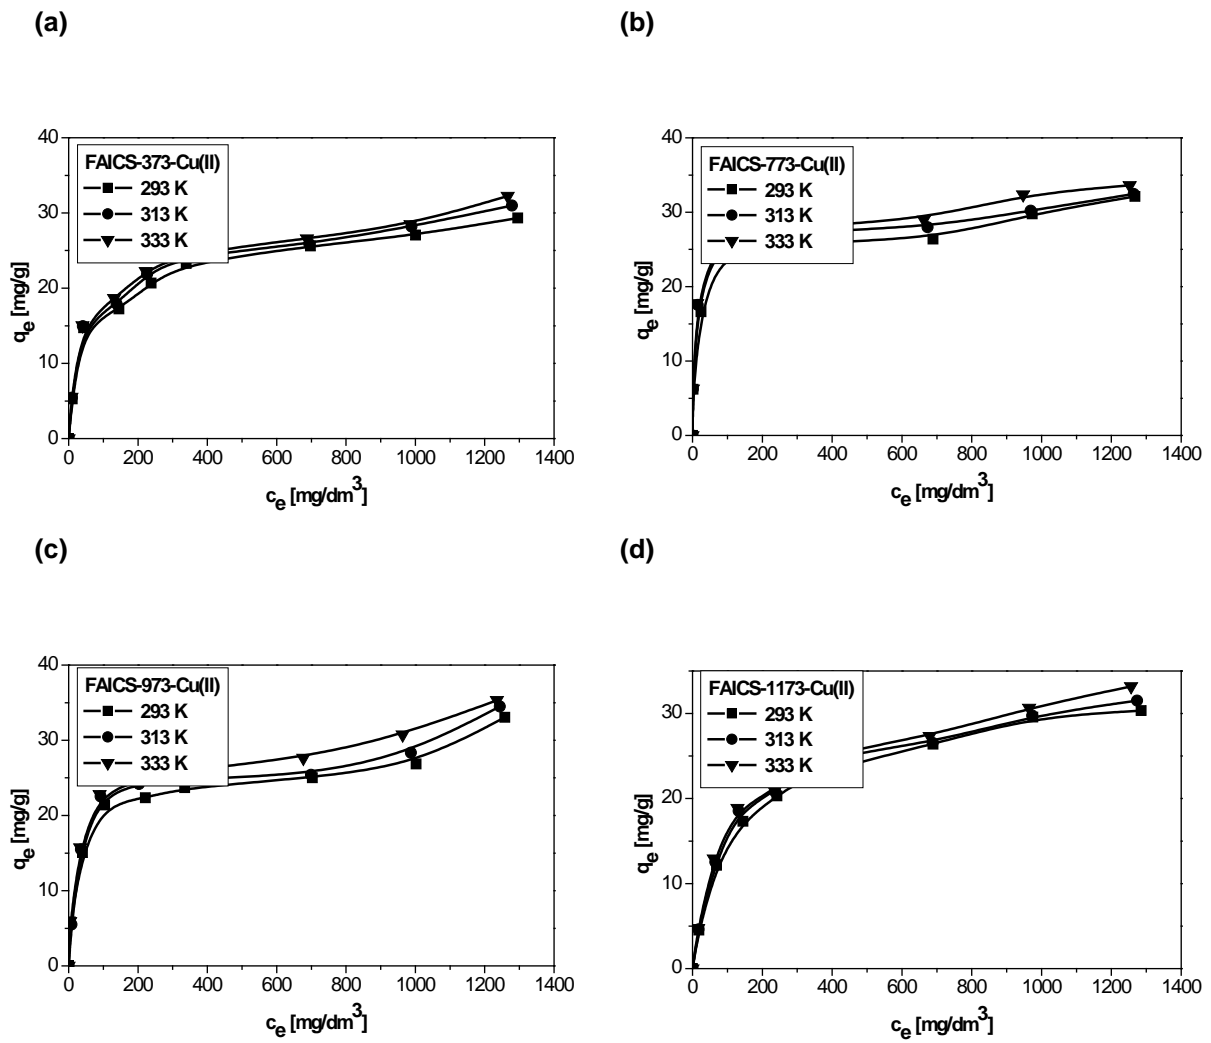 (a)
(b)
40
30
20
10
0
q_e [mg/g]
FAICS-373-Cu(II)
293 K
313 K
333 K
0 200 400 600 800 1000 1200 1400
c_e [mg/dm^3]
40
30
20
10
0
q_e [mg/g]
FAICS-773-Cu(II)
293 K
313 K
333 K
0 200 400 600 800 1000 1200 1400
c_e [mg/dm^3]
(c)
(d)
40
30
20
10
0
q_e [mg/g]
FAICS-973-Cu(II)
293 K
313 K
333 K
0 200 400 600 800 1000 1200 1400
c_e [mg/dm^3]
30
20
10
0
q_e [mg/g]
FAICS-1173-Cu(II)
293 K
313 K
333 K
0 200 400 600 800 1000 1200 1400
c_e [mg/dm^3]